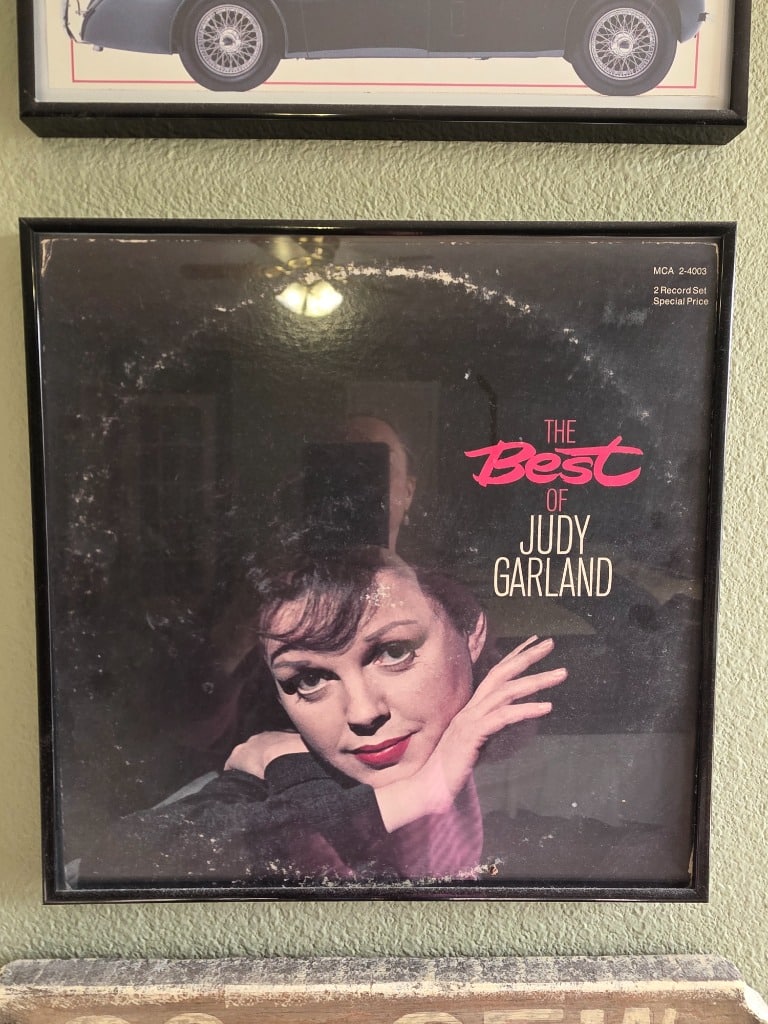 MCA 2-4003
2 Record Set
Special Price
THE
Best
OF
JUDY
GARLAND